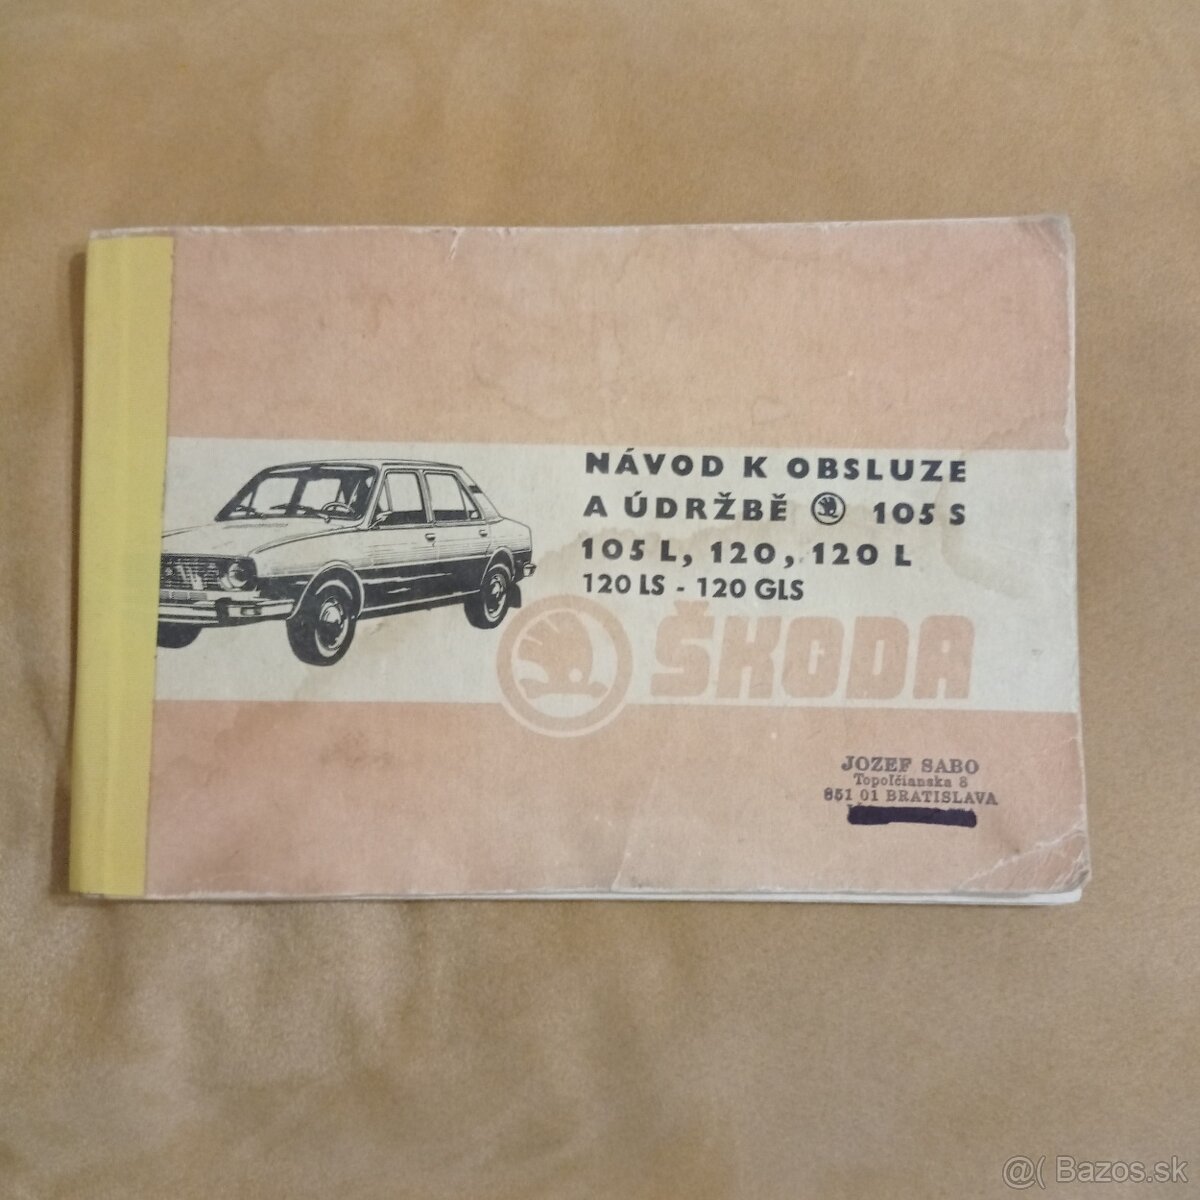 NÁVOD K OBSLUZE
A ÚDRŽBĚ 105 S
105 L, 120, 120 L
120 LS - 120 GLS
ŠKODA
JOZEF SABO
Topoľčianska 8
851 01 BRATISLAVA
@( Bazos.sk